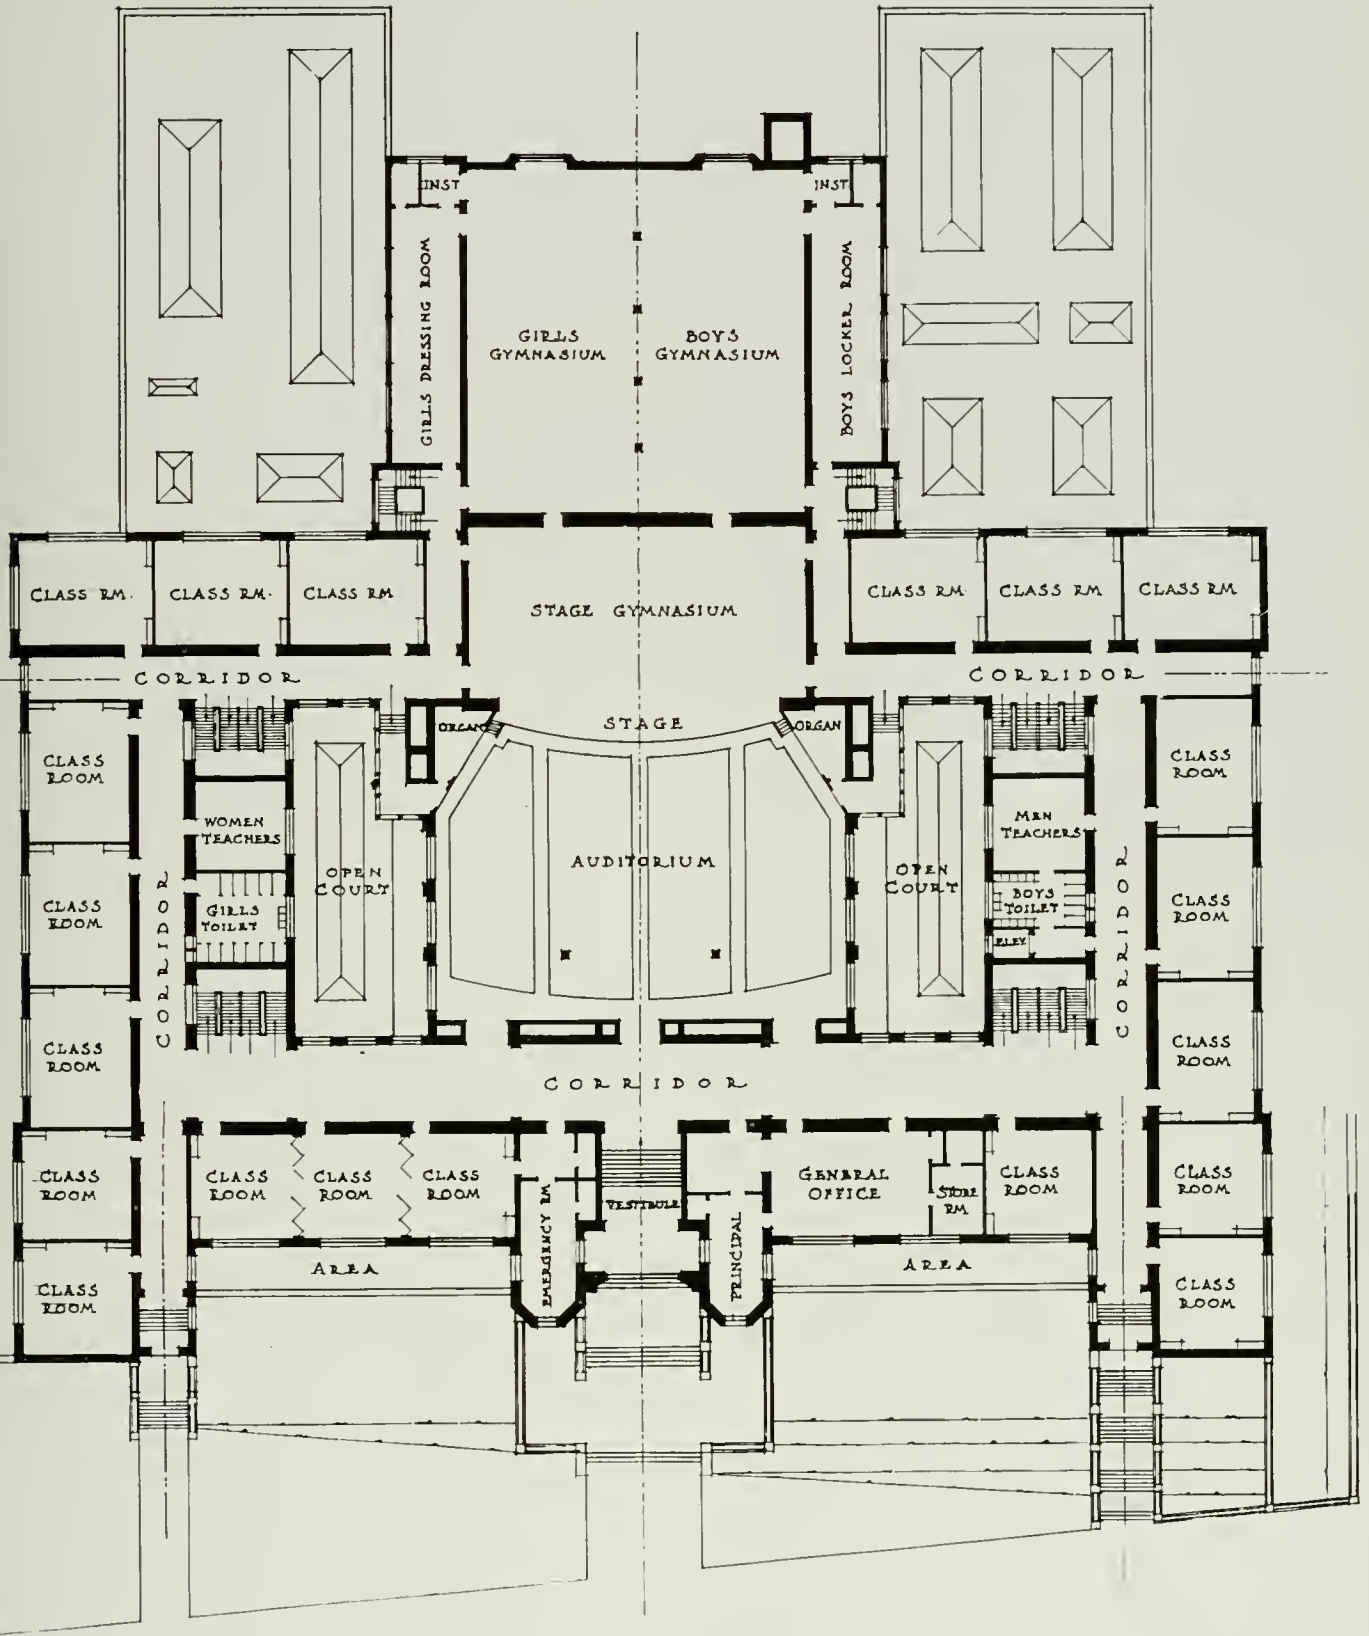 INST
INST
GIRLS DRESSING ROOM
GIRLS
GYMNASIUM
BOYS
GYMNASIUM
BOYS LOCKER ROOM
CLASS RM.
CLASS RM.
CLASS RM
STAGE GYMNASIUM
CLASS RM
CLASS RM
CLASS RM
CORRIDOR
CORRIDOR
ORGAN
STAGE
ORGAN
CLASS
ROOM
CLASS
ROOM
WOMEN
TEACHERS
MEN
TEACHERS
OPEN
COURT
AUDITORIUM
OPEN
COURT
CORRIDOR
CORRIDOR
CLASS
ROOM
GIRLS
TOILET
BOYS
TOILET
CLASS
ROOM
ELEV
CLASS
ROOM
CLASS
ROOM
CORRIDOR
CLASS
ROOM
CLASS
ROOM
CLASS
ROOM
CLASS
ROOM
EMERGENCY RM
VESTIBULE
PRINCIPAL
GENERAL
OFFICE
STORE
RM
CLASS
ROOM
CLASS
ROOM
AREA
AREA
CLASS
ROOM
CLASS
ROOM